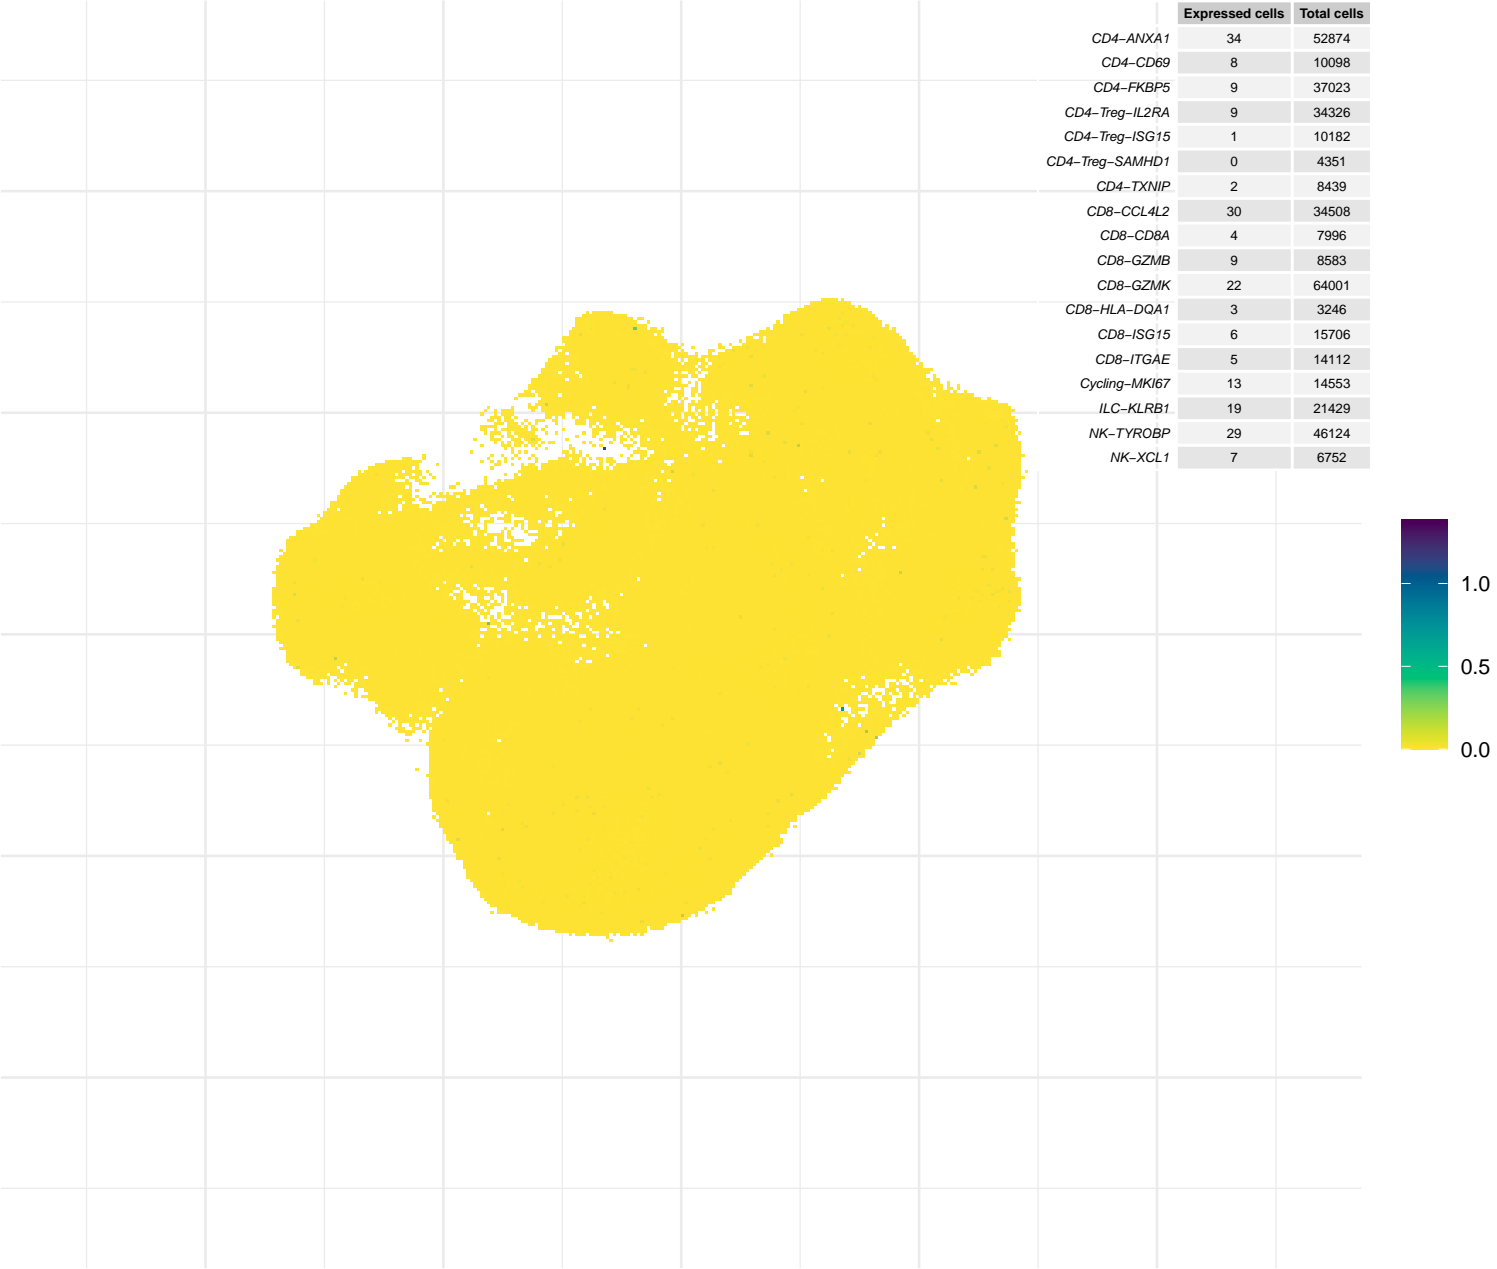 Expressed cells Total cells
CD4−ANXA1 34 52874
CD4−CD69 8 10098
CD4−FKBP5 9 37023
CD4−Treg−IL2RA 9 34326
CD4−Treg−ISG15 1 10182
CD4−Treg−SAMHD1 0 4351
CD4−TXNIP 2 8439
CD8−CCL4L2 30 34508
CD8−CD8A 4 7996
CD8−GZMB 9 8583
CD8−GZMK 22 64001
CD8−HLA−DQA1 3 3246
CD8−ISG15 6 15706
CD8−ITGAE 5 14112
Cycling−MKI67 13 14553
ILC−KLRB1 19 21429
NK−TYROBP 29 46124
NK−XCL1 7 6752
1.0
0.5
0.0